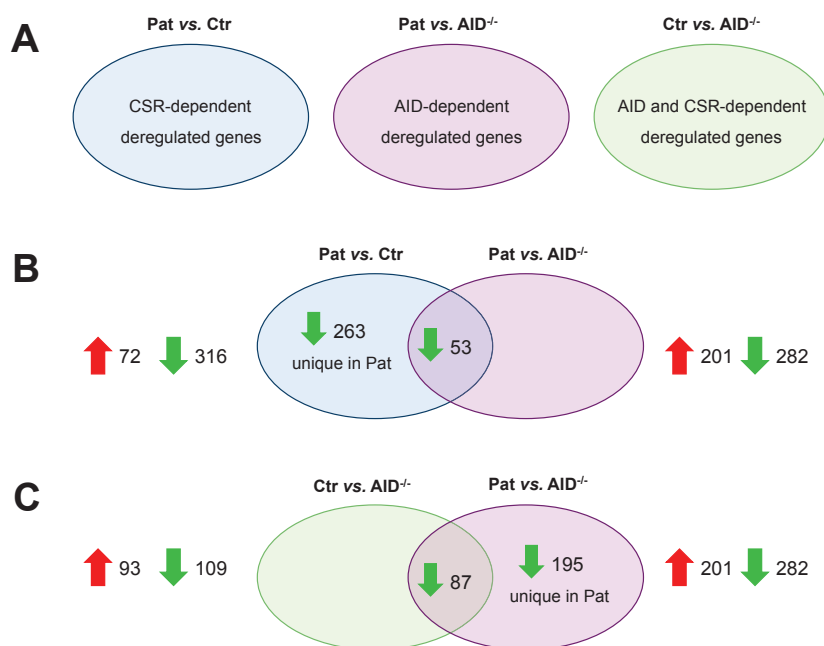 A
Pat vs. Ctr
Pat vs. AID-/-
Ctr vs. AID-/-
CSR-dependent
deregulated genes
AID-dependent
deregulated genes
AID and CSR-dependent
deregulated genes
B
Pat vs. Ctr
Pat vs. AID-/-
72
316
263
unique in Pat
53
201
282
C
Ctr vs. AID-/-
Pat vs. AID-/-
93
109
87
195
unique in Pat
201
282